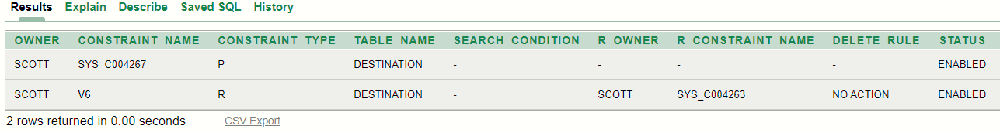 Results Explain Describe Saved SQL History
OWNER CONSTRAINT_NAME CONSTRAINT_TYPE TABLE_NAME SEARCH_CONDITION R_OWNER R_CONSTRAINT_NAME DELETE_RULE STATUS
SCOTT SYS_C004267 P DESTINATION - - - - ENABLED
SCOTT V6 R DESTINATION - SCOTT SYS_C004263 NO ACTION ENABLED
2 rows returned in 0.00 seconds CSV Export